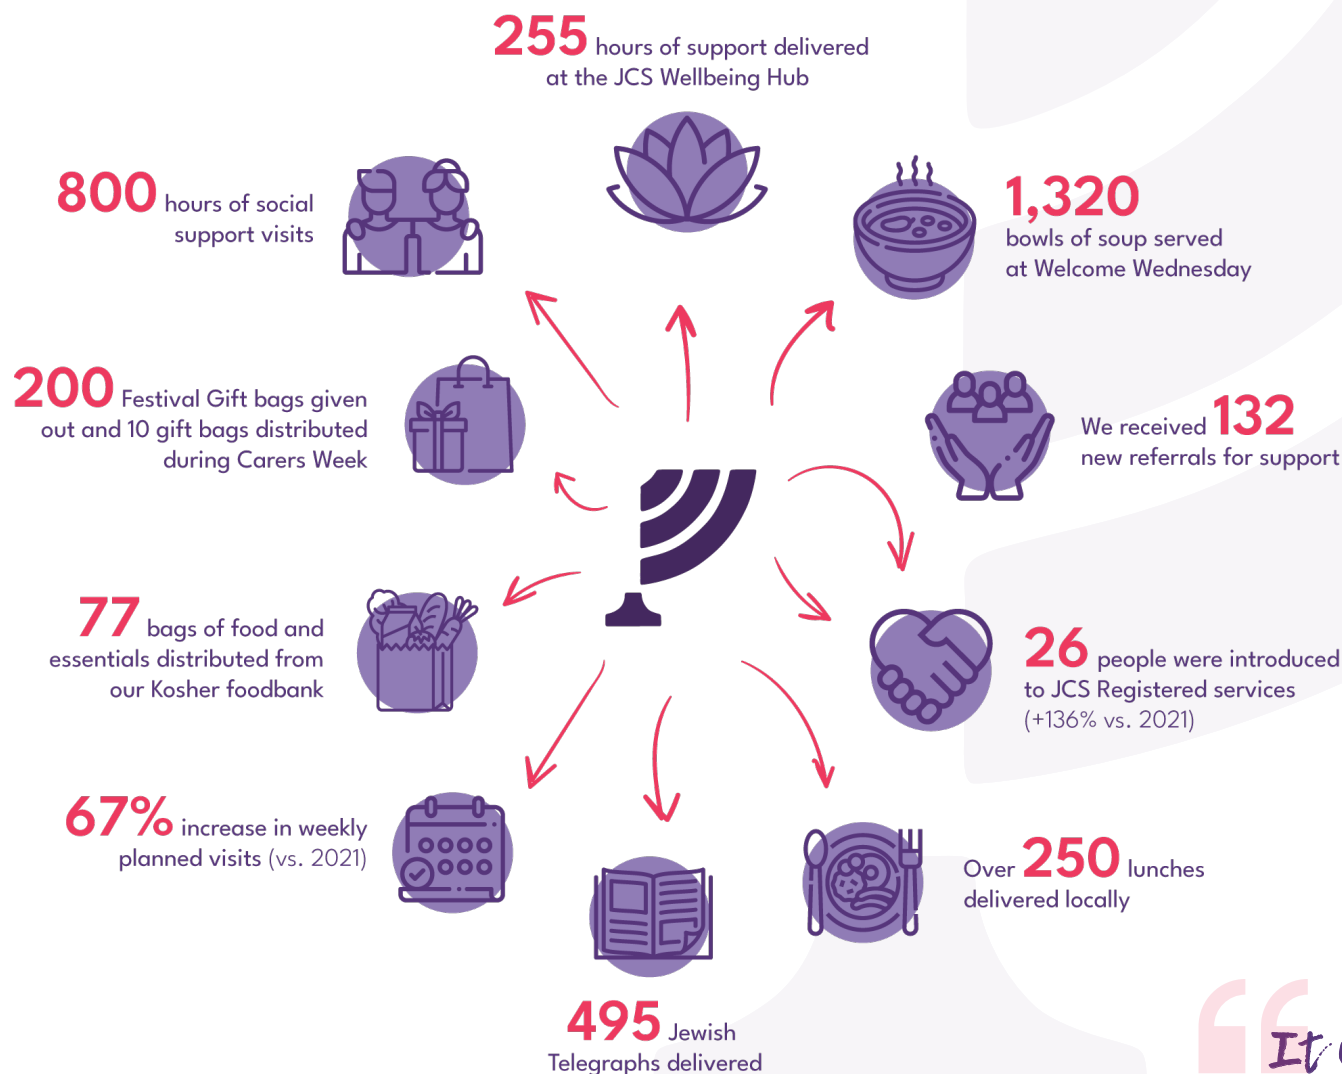 255 hours of support delivered
at the JCS Wellbeing Hub
800 hours of social
support visits
1,320
bowls of soup served
at Welcome Wednesday
200 Festival Gift bags given
out and 10 gift bags distributed
during Carers Week
We received 132
new referrals for support
77 bags of food and
essentials distributed from
our Kosher foodbank
26 people were introduced
to JCS Registered services
(+136% vs. 2021)
67% increase in weekly
planned visits (vs. 2021)
Over 250 lunches
delivered locally
495 Jewish
Telegraphs delivered
“It